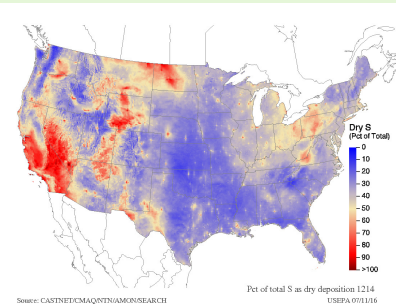 Dry S
(Pct of Total)
0
10
20
30
40
50
60
70
80
90
>100
Pct of total S as dry deposition 1214
Source: CASTNET/CMAQ/NTN/AMON/SEARCH
USEPA 07/11/16